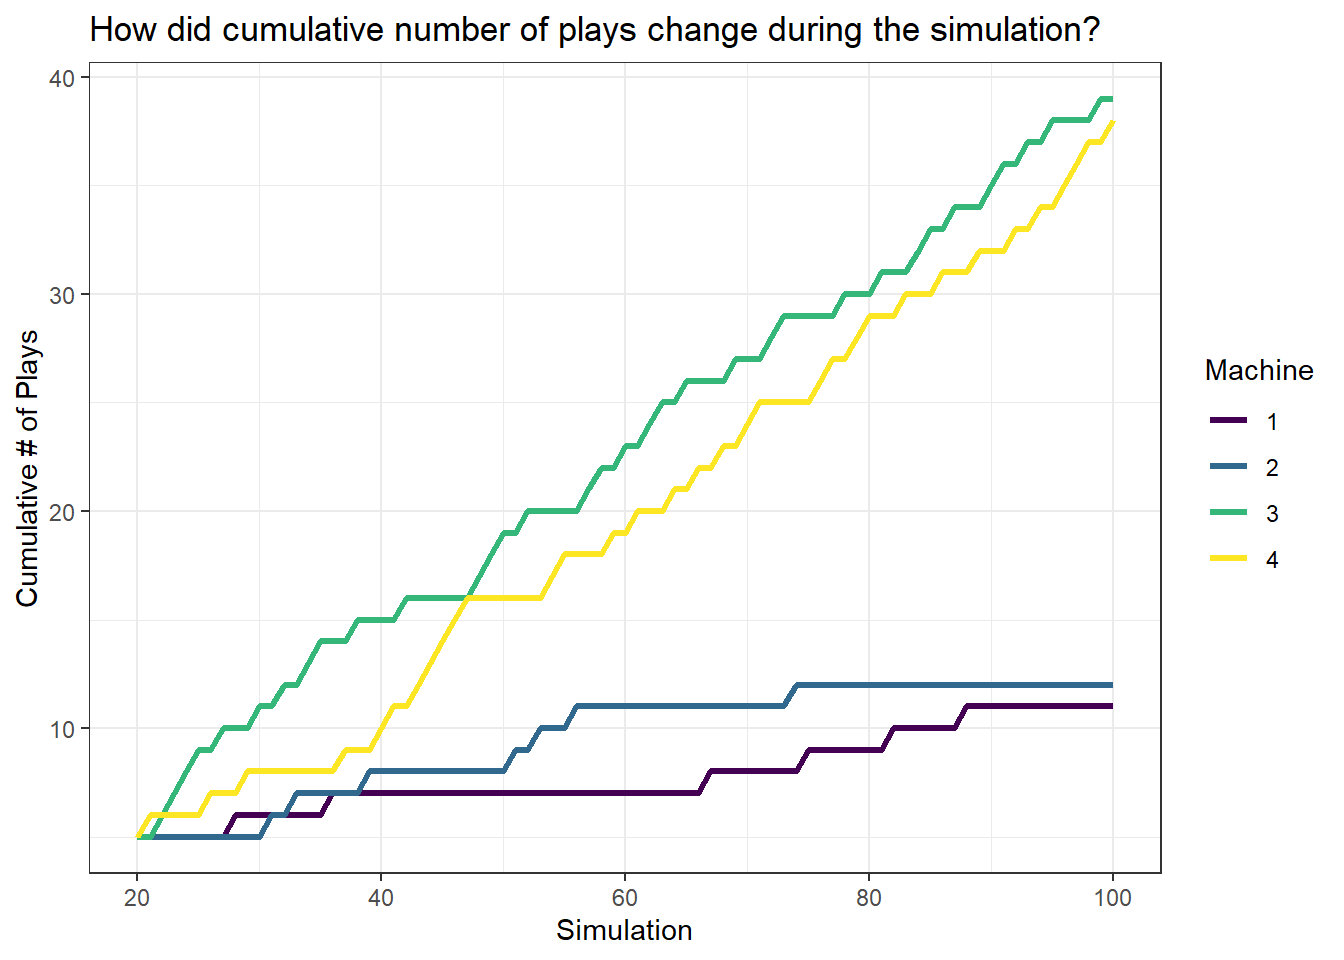 How did cumulative number of plays change during the simulation?
Cumulative # of Plays
40
30
20
10
20 40 60 80 100
Simulation
Machine
1
2
3
4